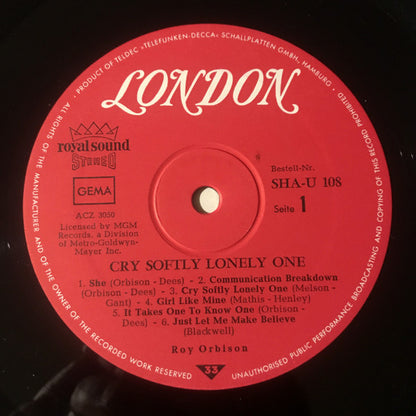 PRODUCT OF TELDEC »TELEFUNKEN-DECCA« SCHALLPLATTEN GMBH, HAMBURG
ALL RIGHTS OF THE MANUFACTURER AND OF THE OWNER OF THE RECORDED WORK RESERVED
UNAUTHORISED PUBLIC PERFORMANCE BROADCASTING AND COPYING OF THIS RECORD PROHIBITED
LONDON
royal sound
STEREO
GEMA
ACZ 3050
Licensed by MGM
Records, a Division
of Metro-Goldwyn-
Mayer Inc.
Bestell-Nr.
SHA-U 108
Seite 1
CRY SOFTLY LONELY ONE
1. She (Orbison - Dees) - 2. Communication Breakdown
(Orbison - Dees) - 3. Cry Softly Lonely One (Melson -
Gant) - 4. Girl Like Mine (Mathis - Henley)
5. It Takes One To Know One (Orbison -
Dees) - 6. Just Let Me Make Believe
(Blackwell)
Roy Orbison
33